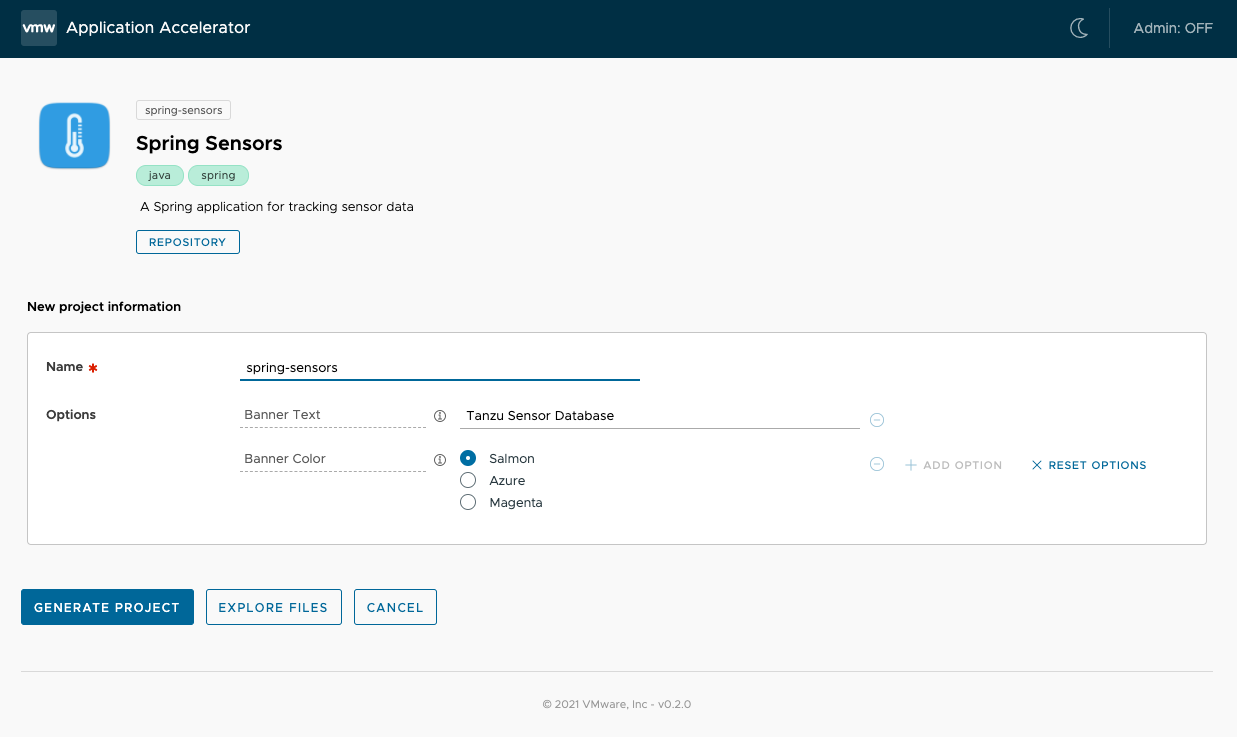 vmw Application Accelerator Admin: OFF
spring-sensors
Spring Sensors
java spring
A Spring application for tracking sensor data
REPOSITORY
New project information
Name * spring-sensors
Options Banner Text Tanzu Sensor Database
Banner Color Salmon ADD OPTION RESET OPTIONS
Azure
Magenta
GENERATE PROJECT EXPLORE FILES CANCEL
© 2021 VMware, Inc - v0.2.0